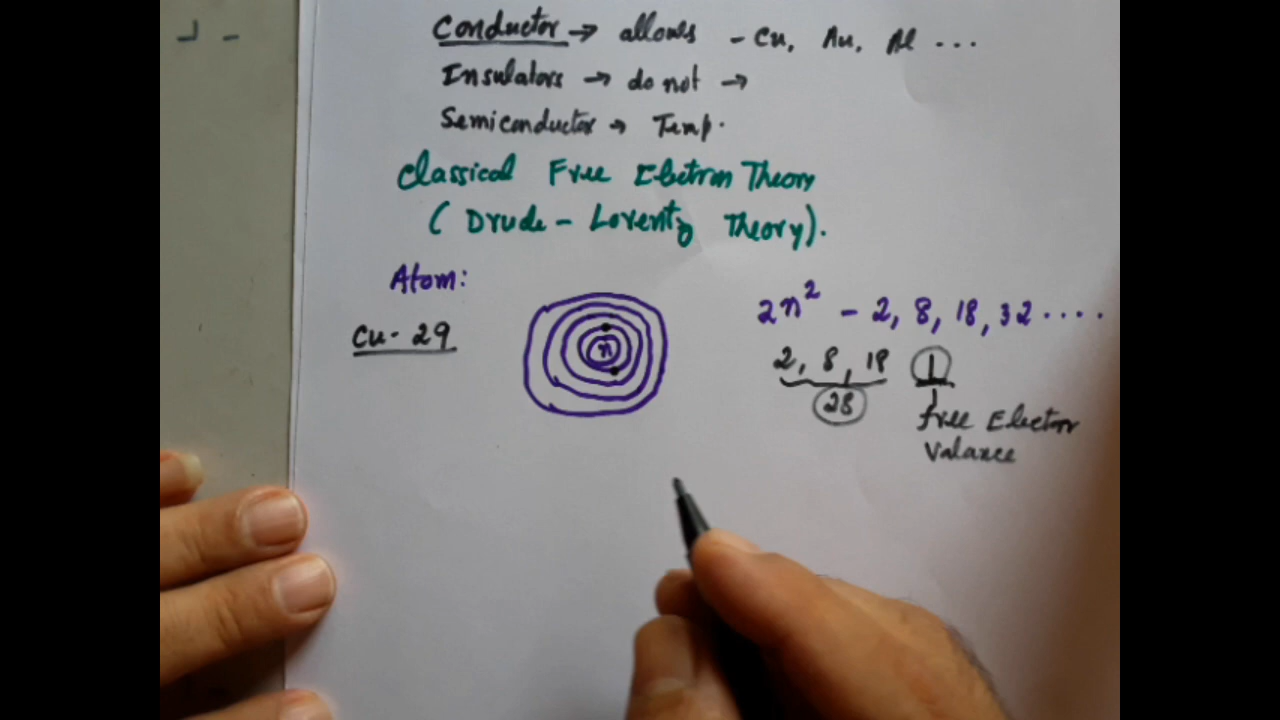 Conductor → allows - Cu, Au, Al ...
Insulators → do not →
Semiconductor → Temp.
Classical Free Electron Theory
( Drude - Lorentz Theory).
Atom:
2n² - 2, 8, 18, 32 ....
Cu - 29
n
2, 8, 18 1
28
free Electron
Valance